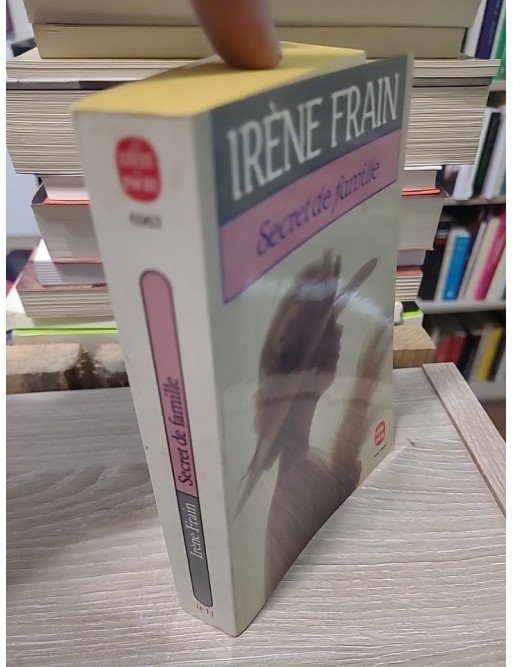 IRÈNE FRAIN
Secret de famille
Irène Frain
Secret de famille